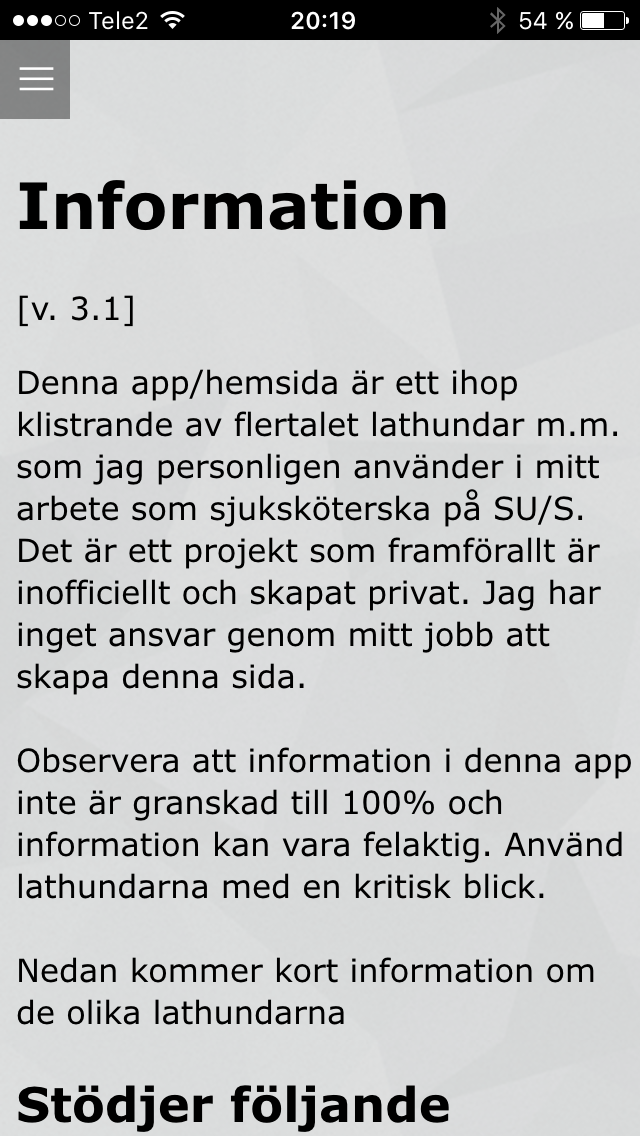 Tele2 20:19 54 %
Information
[v. 3.1]
Denna app/hemsida är ett ihop
klistrande av flertalet lathundar m.m.
som jag personligen använder i mitt
arbete som sjuksköterska på SU/S.
Det är ett projekt som framförallt är
inofficiellt och skapat privat. Jag har
inget ansvar genom mitt jobb att
skapa denna sida.
Observera att information i denna app
inte är granskad till 100% och
information kan vara felaktig. Använd
lathundarna med en kritisk blick.
Nedan kommer kort information om
de olika lathundarna
Stödjer följande